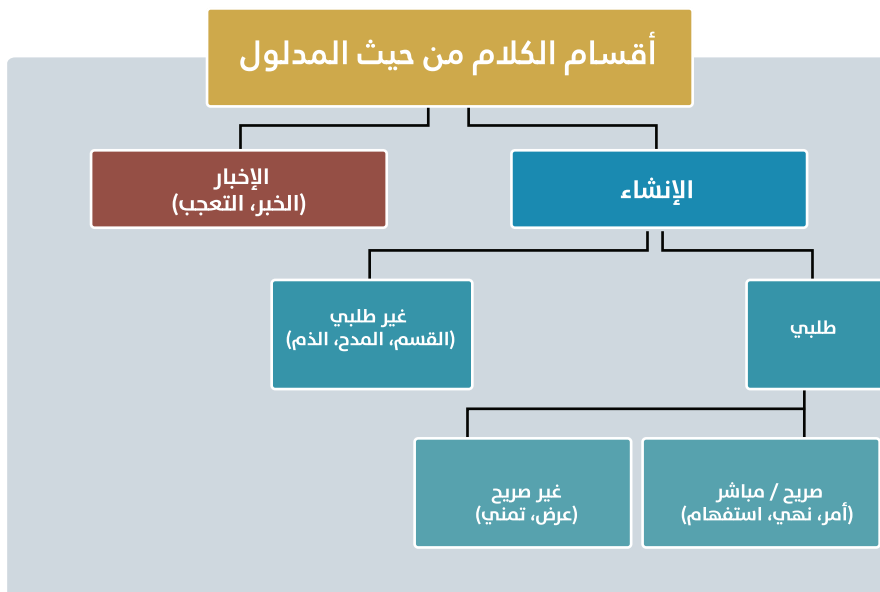 أقسام الكلام من حيث المدلول
الإنشاء
الإخبار
(الخبر، التعجب)
طلبي
غير طلبي
(القسم، المدح، الذم)
صريح / مباشر
(أمر، نهي، استفهام)
غير صريح
(عرض، تمني)